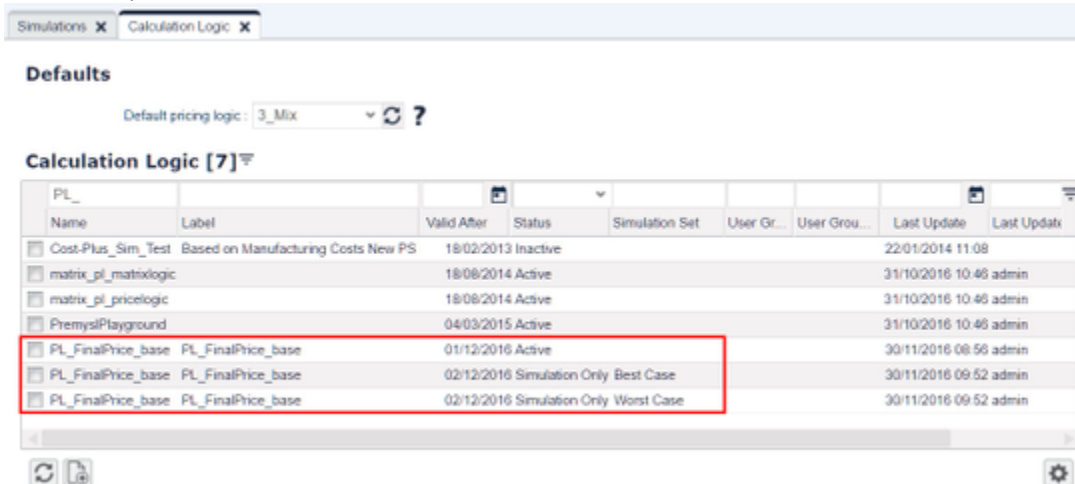 Simulations X Calculation Logic X
Defaults
Default pricing logic : 3_Mix ?
Calculation Logic [7]
PL_
Name Label Valid After Status Simulation Set User Gr... User Grou... Last Update Last Update
Cost-Plus_Sim_Test Based on Manufacturing Costs New PS 18/02/2013 Inactive 22/01/2014 11:08
matrix_pl_matrixlogic 18/08/2014 Active 31/10/2016 10:46 admin
matrix_pl_pricelogic 18/08/2014 Active 31/10/2016 10:46 admin
PremyslPlayground 04/03/2015 Active 31/10/2016 10:46 admin
PL_FinalPrice_base PL_FinalPrice_base 01/12/2016 Active 30/11/2016 08:56 admin
PL_FinalPrice_base PL_FinalPrice_base 02/12/2016 Simulation Only Best Case 30/11/2016 09:52 admin
PL_FinalPrice_base PL_FinalPrice_base 02/12/2016 Simulation Only Worst Case 30/11/2016 09:52 admin